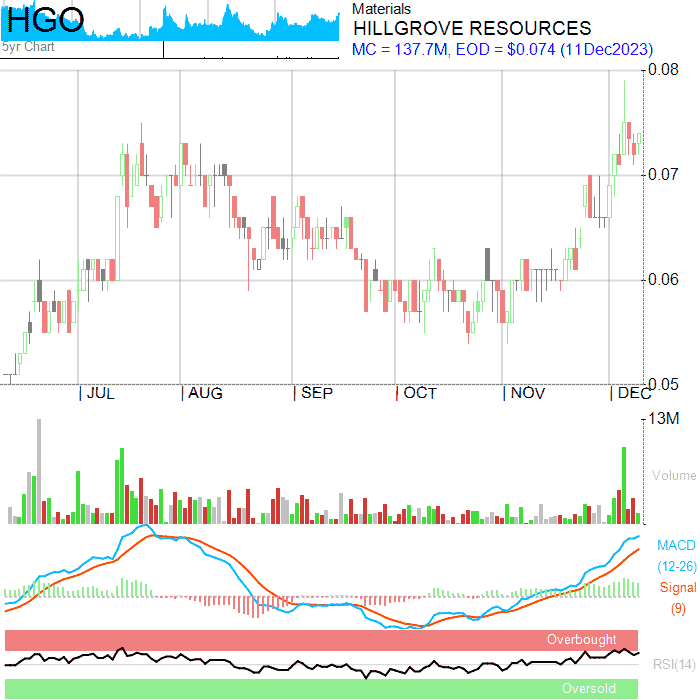 HGO
5yr Chart
Materials
HILLGROVE RESOURCES
MC = 137.7M, EOD = $0.074 (11Dec2023)
0.08
0.07
0.06
0.05
JUL AUG SEP OCT NOV DEC
13M
Volume
MACD
(12-26)
Signal
(9)
Overbought
RSI(14)
Oversold